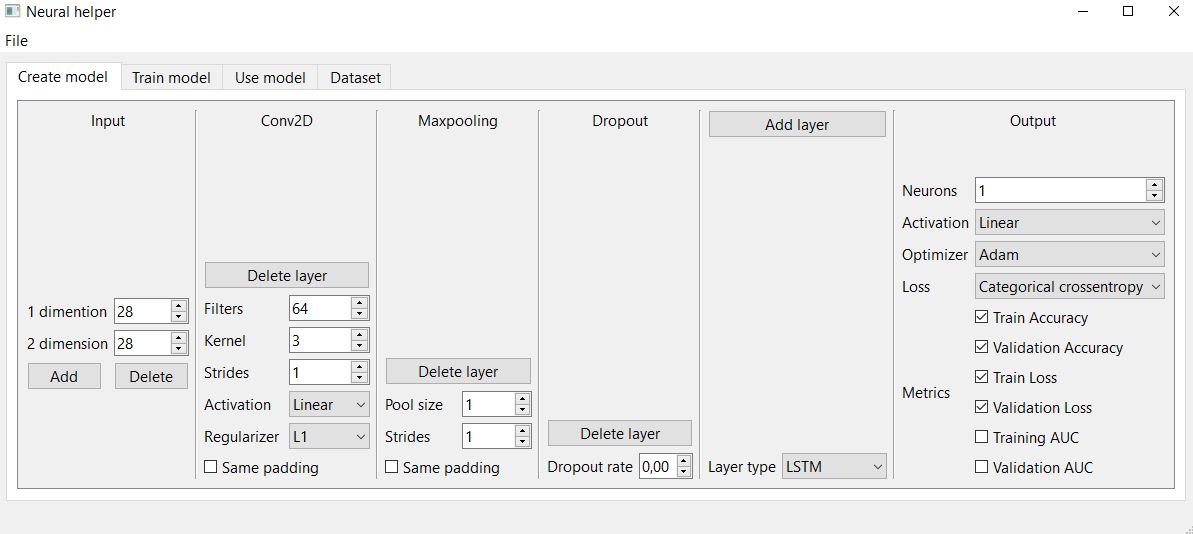 Neural helper
File
Create model
Train model
Use model
Dataset
Input
1 dimention 28
2 dimension 28
Add
Delete
Conv2D
Delete layer
Filters 64
Kernel 3
Strides 1
Activation Linear
Regularizer L1
Same padding
Maxpooling
Delete layer
Pool size 1
Strides 1
Same padding
Dropout
Delete layer
Dropout rate 0,00
Add layer
Layer type LSTM
Output
Neurons 1
Activation Linear
Optimizer Adam
Loss Categorical crossentropy
Metrics
Train Accuracy
Validation Accuracy
Train Loss
Validation Loss
Training AUC
Validation AUC